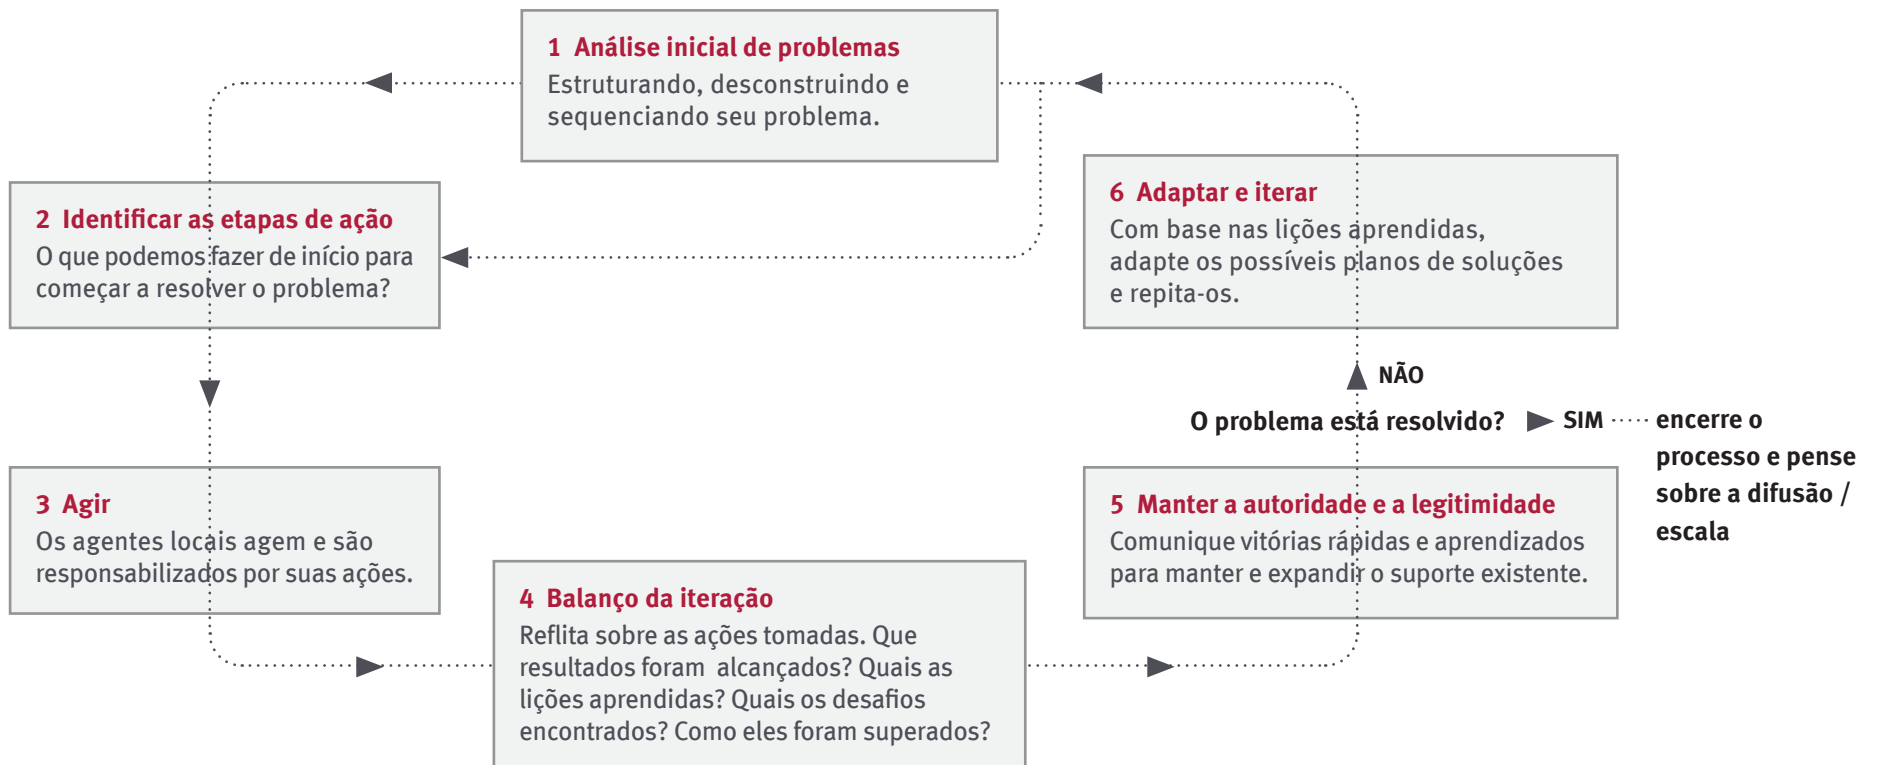 1 Análise inicial de problemas
Estruturando, desconstruindo e
sequenciando seu problema.
2 Identificar as etapas de ação
O que podemos fazer de início para
começar a resolver o problema?
3 Agir
Os agentes locais agem e são
responsabilizados por suas ações.
4 Balanço da iteração
Reflita sobre as ações tomadas. Que
resultados foram alcançados? Quais as
lições aprendidas? Quais os desafios
encontrados? Como eles foram superados?
5 Manter a autoridade e a legitimidade
Comunique vitórias rápidas e aprendizados
para manter e expandir o suporte existente.
O problema está resolvido?
SIM
encerre o
processo e pense
sobre a difusão /
escala
NÃO
6 Adaptar e iterar
Com base nas lições aprendidas,
adapte os possíveis planos de soluções
e repita-os.